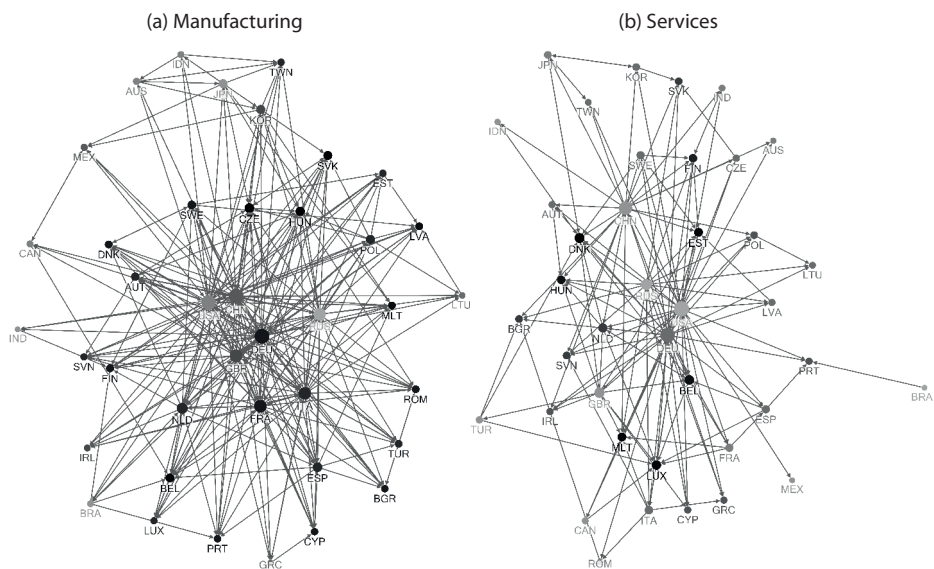 (a) Manufacturing
(b) Services
IDN
TWN
AUS
JPN
KOR
MEX
SVK
EST
SWE
CZE
HUN
LVA
CAN
DNK
POL
AUT
LTU
MLT
IND
GBR
SVN
FIN
ROM
NLD
FRA
TUR
IRL
ESP
BEL
BGR
BRA
LUX
PRT
CYP
GRC
JPN
KOR
SVK
IND
TWN
IDN
AUS
SWE
FIN
CZE
AUT
DNK
EST
POL
LTU
HUN
LVA
BGR
NLD
SVN
PRT
BEL
BRA
GBR
IRL
ESP
TUR
MLT
FRA
LUX
MEX
CAN
ITA
CYP
GRC
ROM